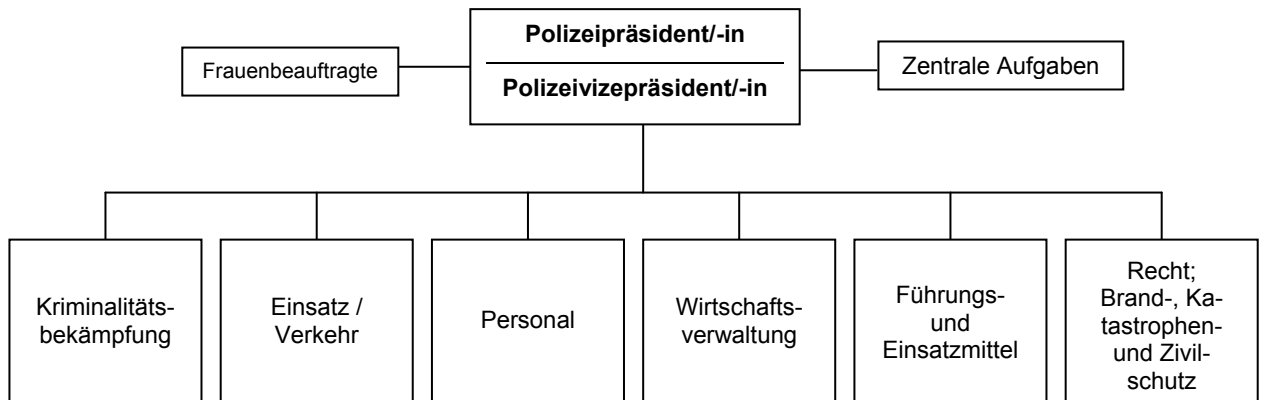 Polizeipräsident/-in
Polizeivizepräsident/-in
Frauenbeauftragte
Zentrale Aufgaben
Kriminalitäts-
bekämpfung
Einsatz /
Verkehr
Personal
Wirtschafts-
verwaltung
Führungs-
und
Einsatzmittel
Recht;
Brand-, Ka-
tastrophen-
und Zivil-
schutz